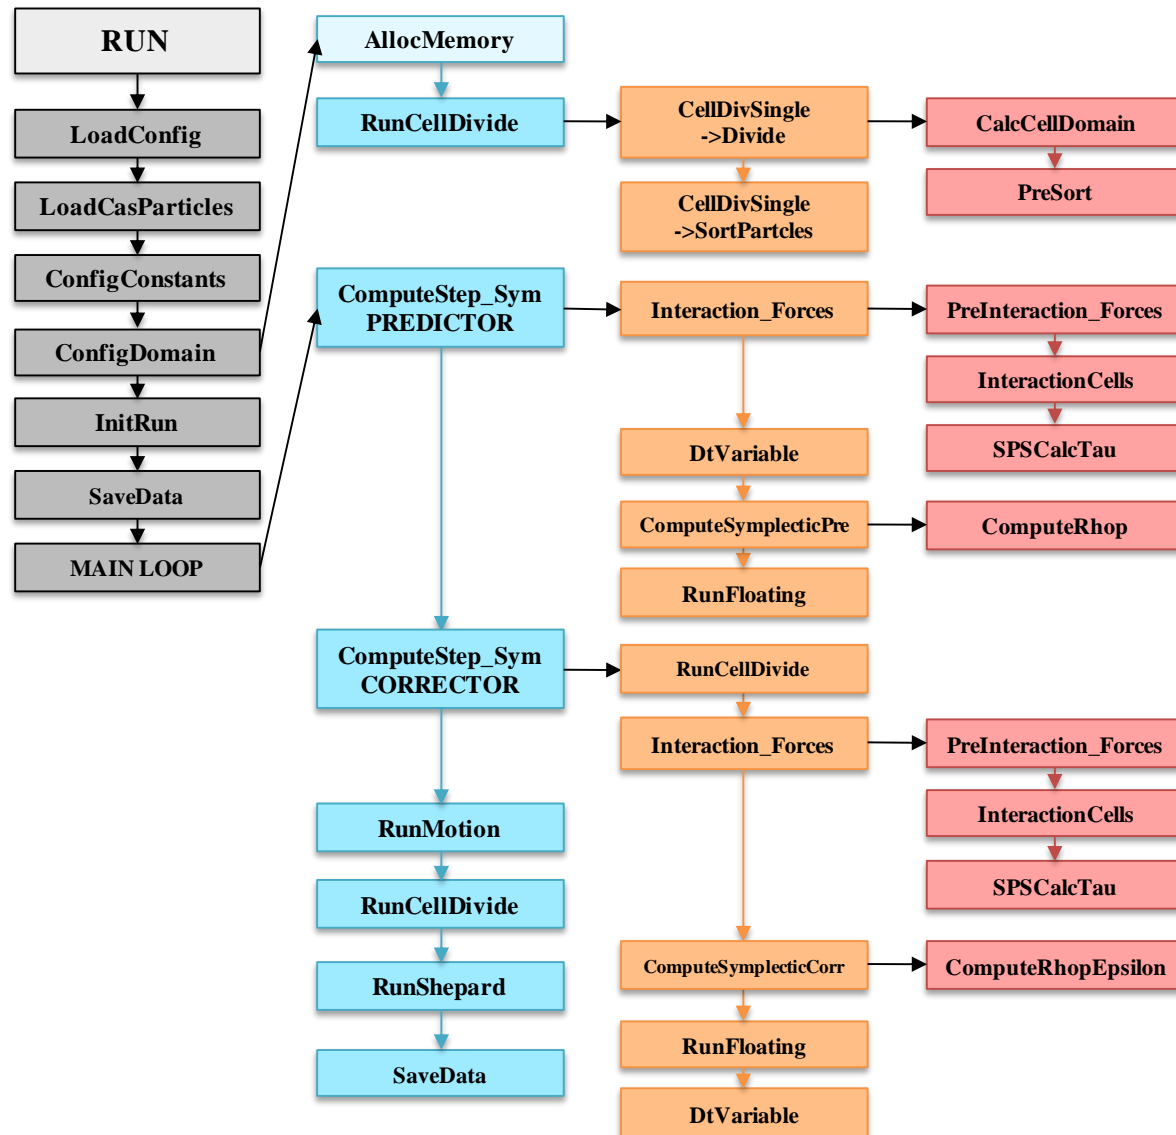 RUN
LoadConfig
LoadCasParticles
ConfigConstants
ConfigDomain
InitRun
SaveData
MAIN LOOP
AllocMemory
RunCellDivide
ComputeStep_Sym
PREDICTOR
ComputeStep_Sym
CORRECTOR
RunMotion
RunCellDivide
RunShepard
SaveData
CellDivSingle
->Divide
CellDivSingle
->SortPartcles
Interaction_Forces
DtVariable
ComputeSymplecticPre
RunFloating
RunCellDivide
Interaction_Forces
ComputeSymplecticCorr
RunFloating
DtVariable
CalcCellDomain
PreSort
PreInteraction_Forces
InteractionCells
SPSCalcTau
ComputeRhop
PreInteraction_Forces
InteractionCells
SPSCalcTau
ComputeRhopEpsilon